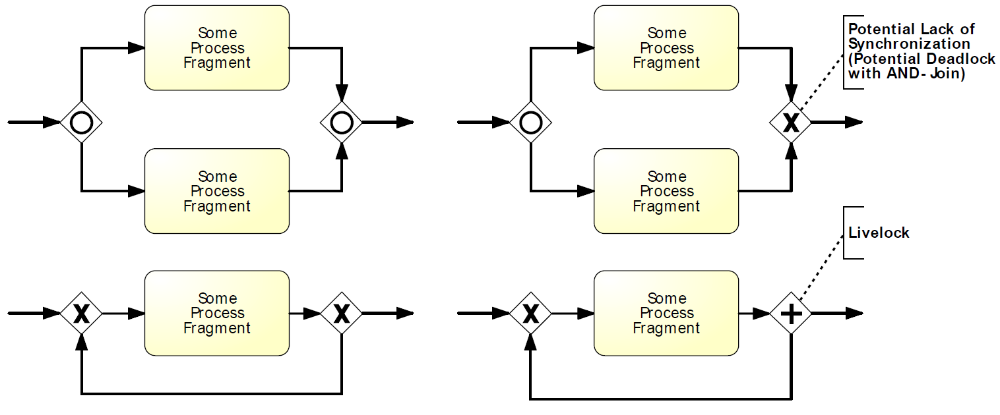 Some
Process
Fragment
Some
Process
Fragment
Potential Lack of
Synchronization
(Potential Deadlock
with AND- Join)
Some
Process
Fragment
Some
Process
Fragment
Livelock
Some
Process
Fragment
Some
Process
Fragment